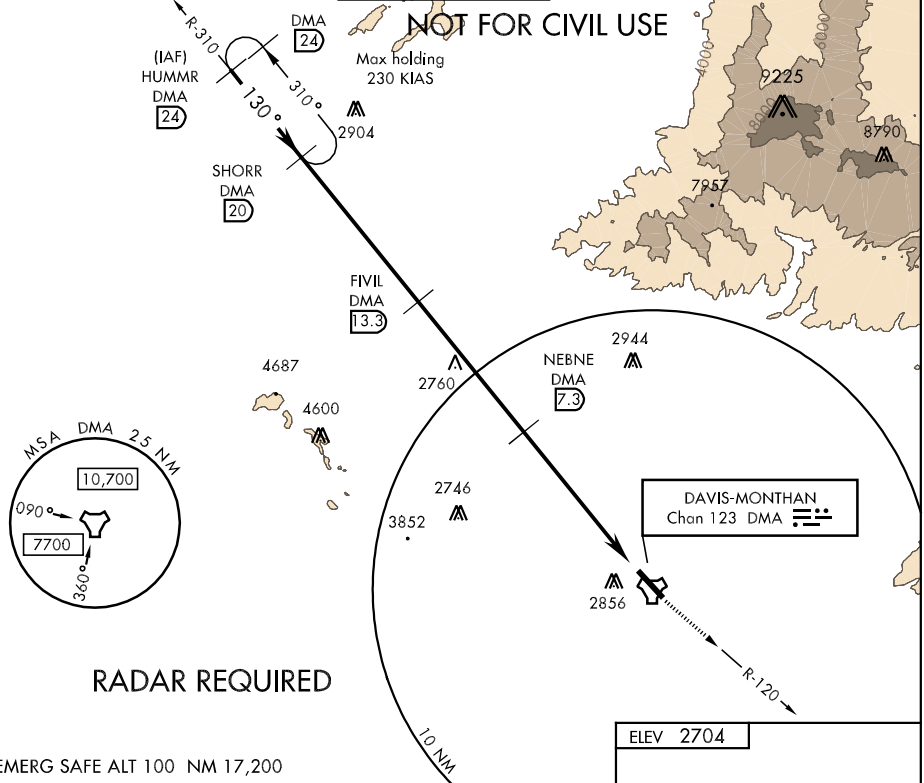 NOT FOR CIVIL USE
R-310
DMA
24
(IAF)
HUMMR
DMA
24
Max holding
230 KIAS
130°
310°
2904
4000
6000
9225
8000
8790
7957
SHORR
DMA
20
FIVIL
DMA
13.3
2944
NEBNE
DMA
7.3
2760
4687
4600
MSA DMA 25 NM
10,700
090°
7700
360°
2746
3852
DAVIS-MONTHAN
Chan 123 DMA
2856
R-120
RADAR REQUIRED
10 NM
ELEV 2704
EMERG SAFE ALT 100 NM 17,200